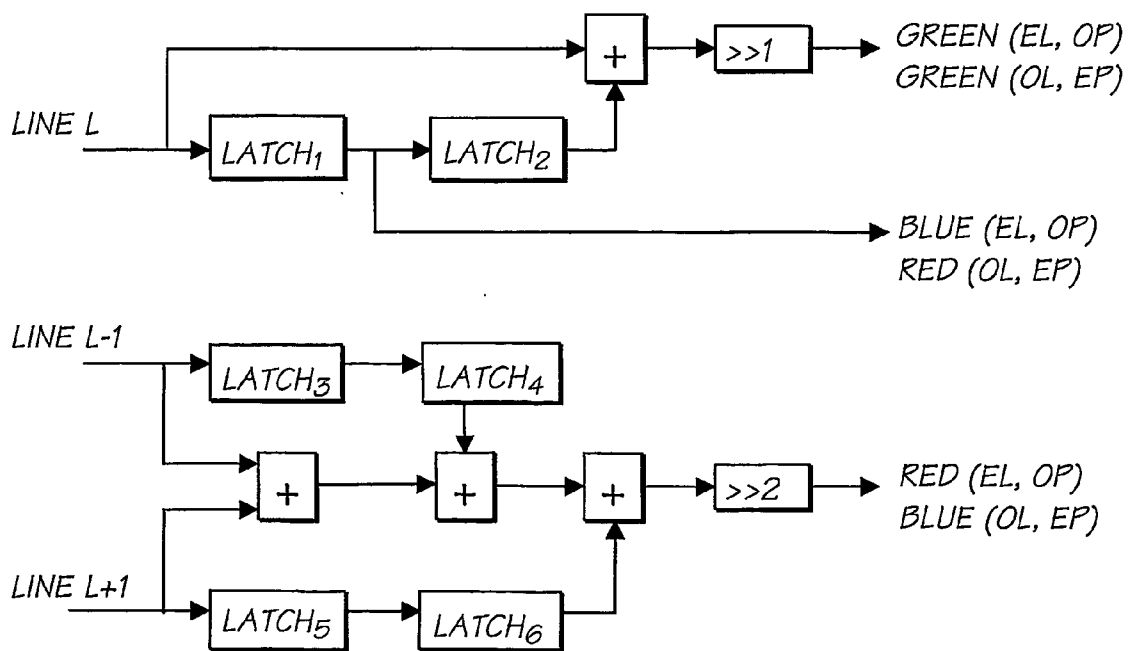 GREEN (EL, OP)
+
>>1
GREEN (OL, EP)
LINE L
LATCH₁
LATCH₂
BLUE (EL, OP)
RED (OL, EP)
LINE L-1
LATCH₃
LATCH₄
+
+
+
>>2
RED (EL, OP)
BLUE (OL, EP)
LINE L+1
LATCH₅
LATCH₆